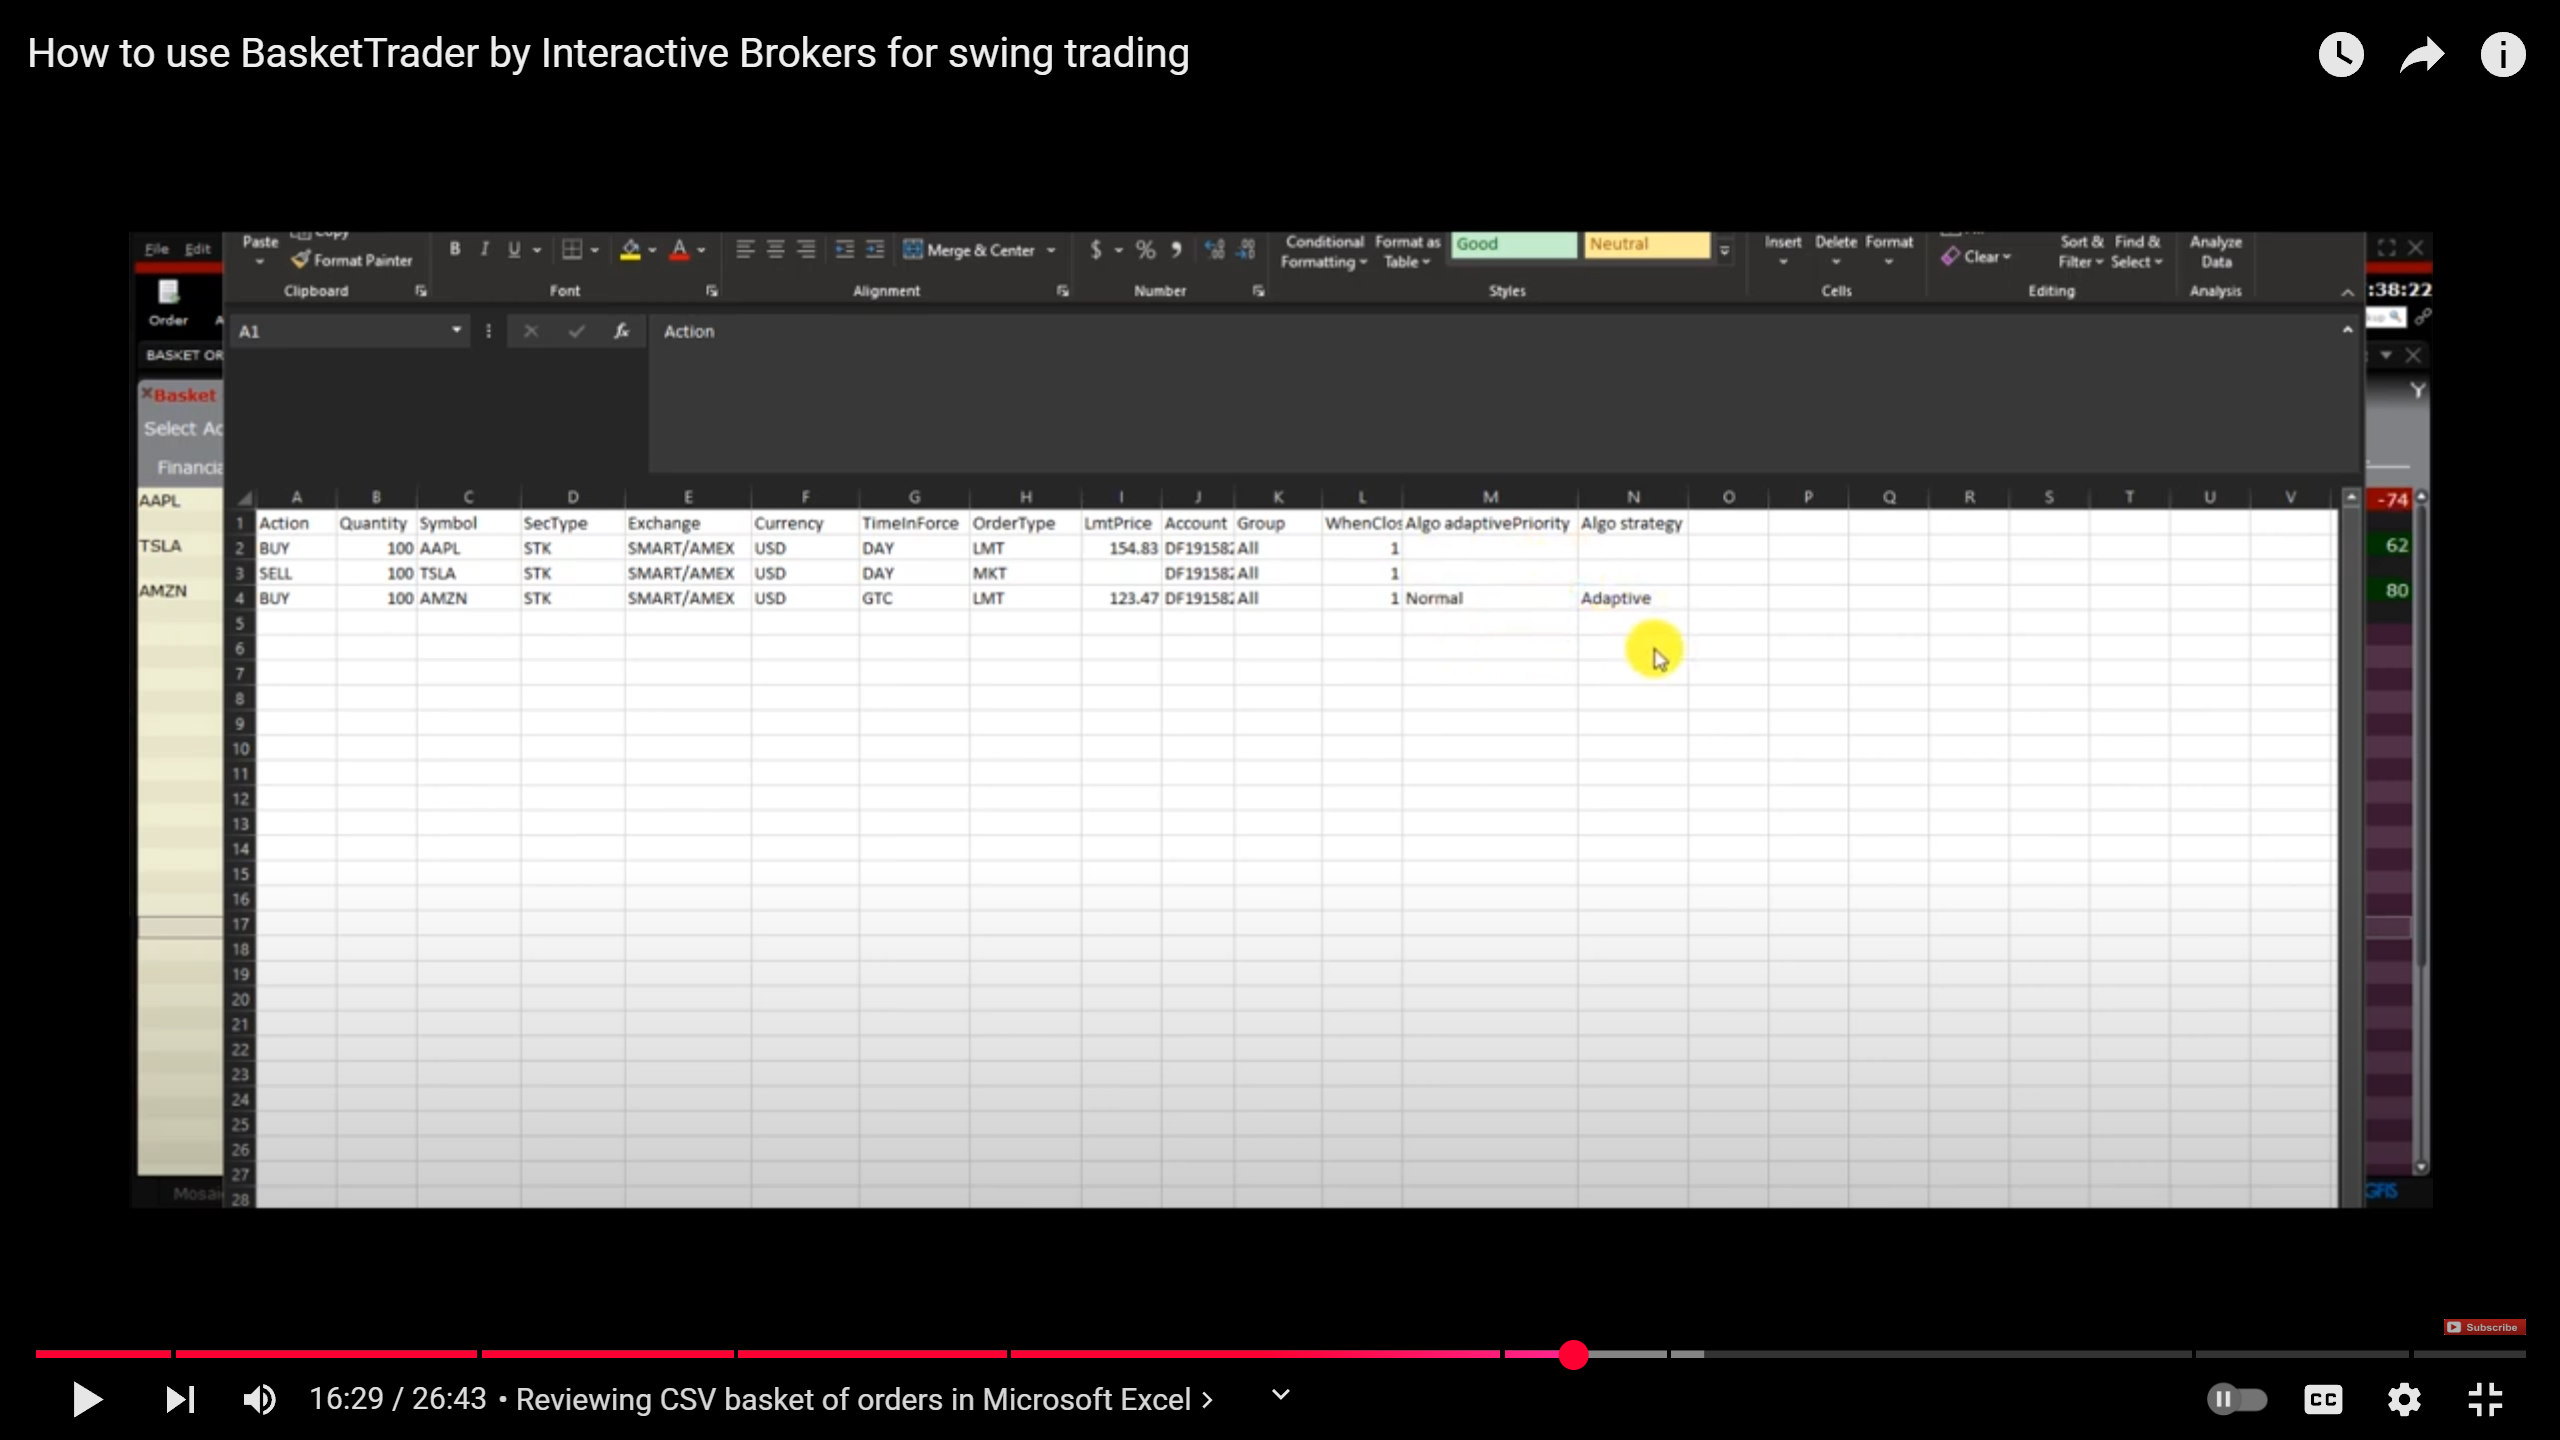 How to use BasketTrader by Interactive Brokers for swing trading
File Edit
Paste
Copy
Format Painter
B I U
A
Merge & Center
$ % 9
Conditional Formatting
Format as Table
Good
Neutral
Insert Delete Format
Clear
Sort & Filter
Find & Select
Analyze Data
Clipboard Font Alignment Number Styles Cells Editing Analysis
:38:22
Order
A1
fx
Action
BASKET OR
Basket
Select Ac
Financia
A B C D E F G H I J K L M N O P Q R S T U V
AAPL
TSLA
AMZN
-74
62
80
1 Action Quantity Symbol SecType Exchange Currency TimeInForce OrderType LmtPrice Account Group WhenClos Algo adaptivePriority Algo strategy
2 BUY 100 AAPL STK SMART/AMEX USD DAY LMT 154.83 DF19158 All 1
3 SELL 100 TSLA STK SMART/AMEX USD DAY MKT DF19158 All 1
4 BUY 100 AMZN STK SMART/AMEX USD GTC LMT 123.47 DF19158 All 1 Normal Adaptive
5
6
7
8
9
10
11
12
13
14
15
16
17
18
19
20
21
22
23
24
25
26
27
28
Mosai
GFIS
Subscribe
16:29 / 26:43 • Reviewing CSV basket of orders in Microsoft Excel
CC